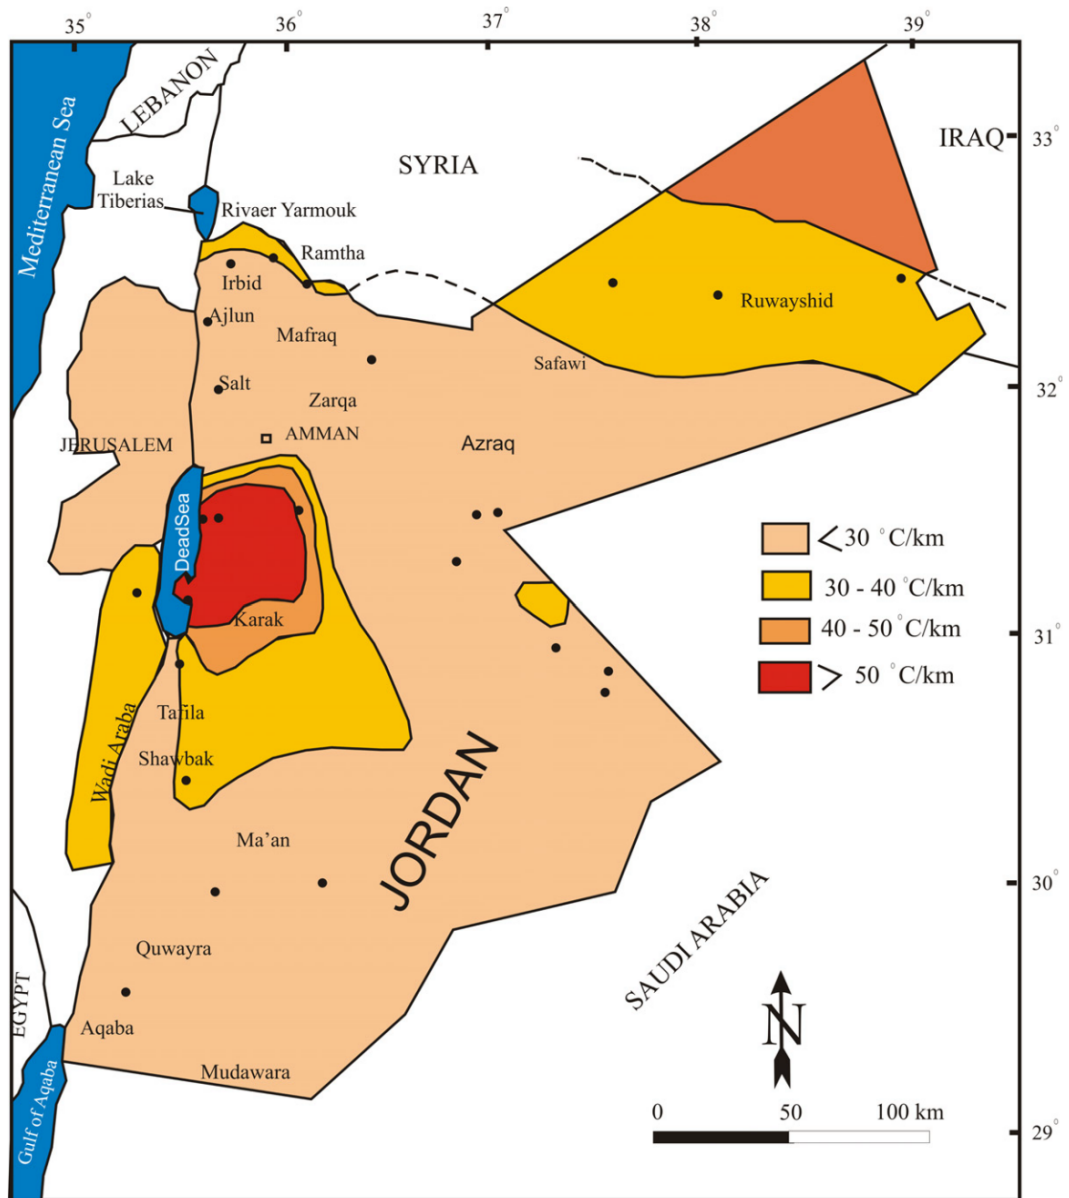 35° 36° 37° 38° 39°
LEBANON
Mediterranean Sea
SYRIA
IRAQ
33°
Lake
Tiberias
Rivaer Yarmouk
Ramtha
Irbid
Ajlun
Mafraq
Ruwayshid
Safawi
32°
Salt
Zarqa
AMMAN
JERUSALEM
Azraq
DeadSea
<30 °C/km
30 - 40 °C/km
40 - 50 °C/km
> 50 °C/km
Karak
31°
Tafila
Shawbak
Wadi Araba
Ma’an
JORDAN
30°
SAUDI ARABIA
Quwayra
EGYPT
Aqaba
N
Mudawara
Gulf of Aqaba
0 50 100 km
29°